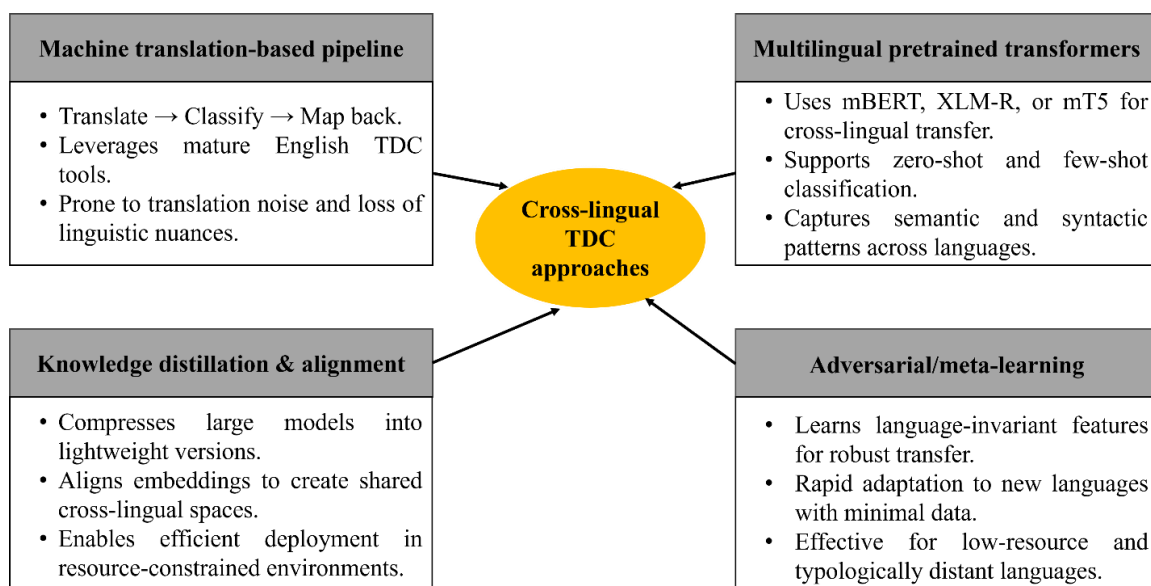 Machine translation-based pipeline
• Translate → Classify → Map back.
• Leverages mature English TDC
tools.
• Prone to translation noise and loss of
linguistic nuances.
Multilingual pretrained transformers
• Uses mBERT, XLM-R, or mT5 for
cross-lingual transfer.
• Supports zero-shot and few-shot
classification.
• Captures semantic and syntactic
patterns across languages.
Cross-lingual
TDC
approaches
Knowledge distillation & alignment
• Compresses large models into
lightweight versions.
• Aligns embeddings to create shared
cross-lingual spaces.
• Enables efficient deployment in
resource-constrained environments.
Adversarial/meta-learning
• Learns language-invariant features
for robust transfer.
• Rapid adaptation to new languages
with minimal data.
• Effective for low-resource and
typologically distant languages.